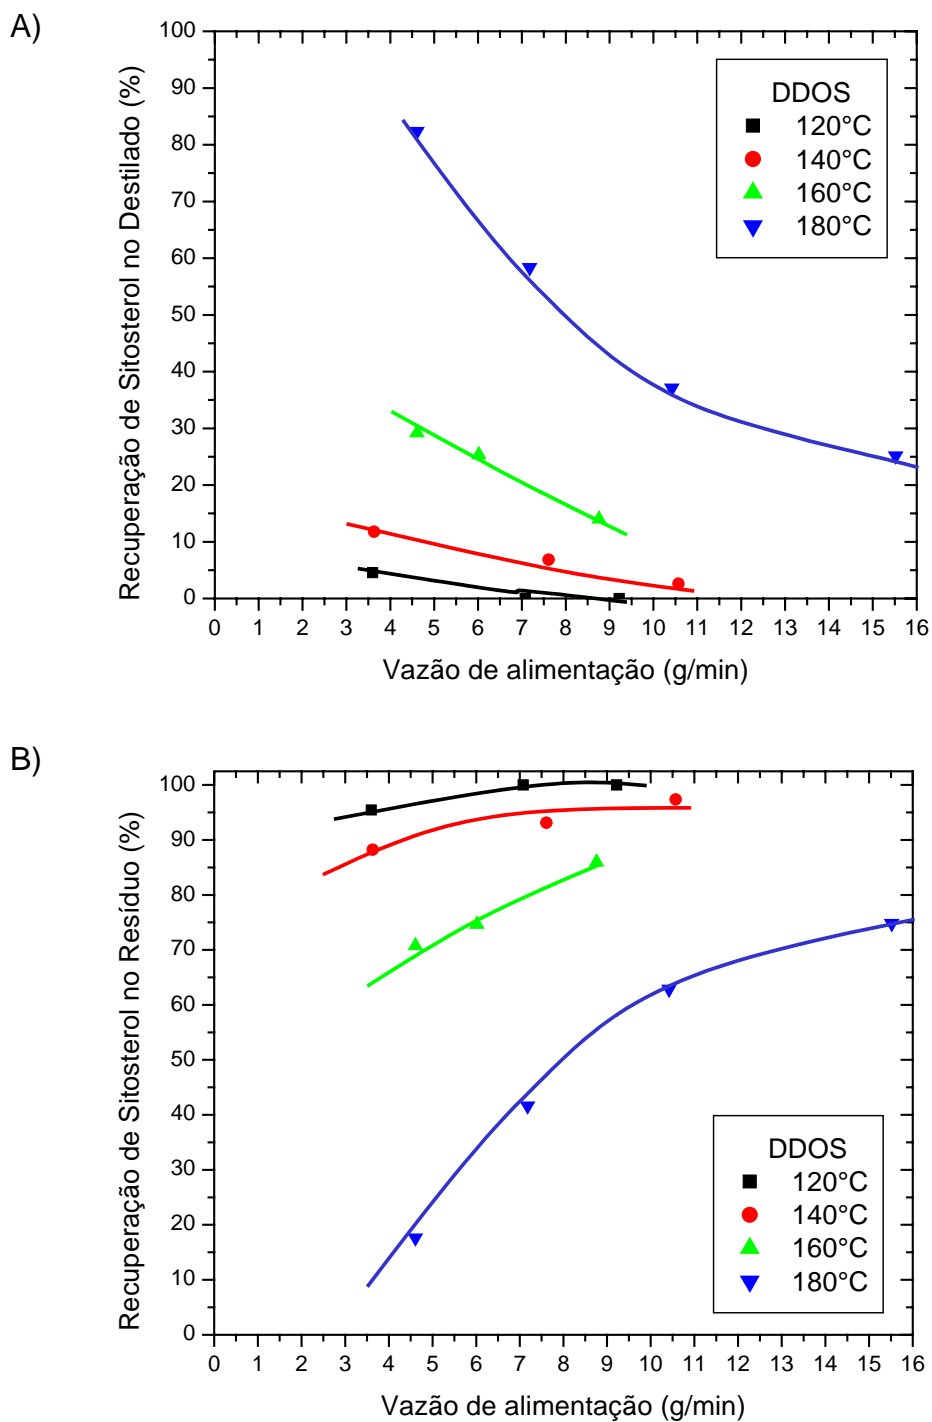 A)
Recuperação de Sitosterol no Destilado (%)
100
90
80
70
60
50
40
30
20
10
0
DDOS
120°C
140°C
160°C
180°C
0 1 2 3 4 5 6 7 8 9 10 11 12 13 14 15 16
Vazão de alimentação (g/min)
B)
Recuperação de Sitosterol no Resíduo (%)
100
90
80
70
60
50
40
30
20
10
0
DDOS
120°C
140°C
160°C
180°C
0 1 2 3 4 5 6 7 8 9 10 11 12 13 14 15 16
Vazão de alimentação (g/min)